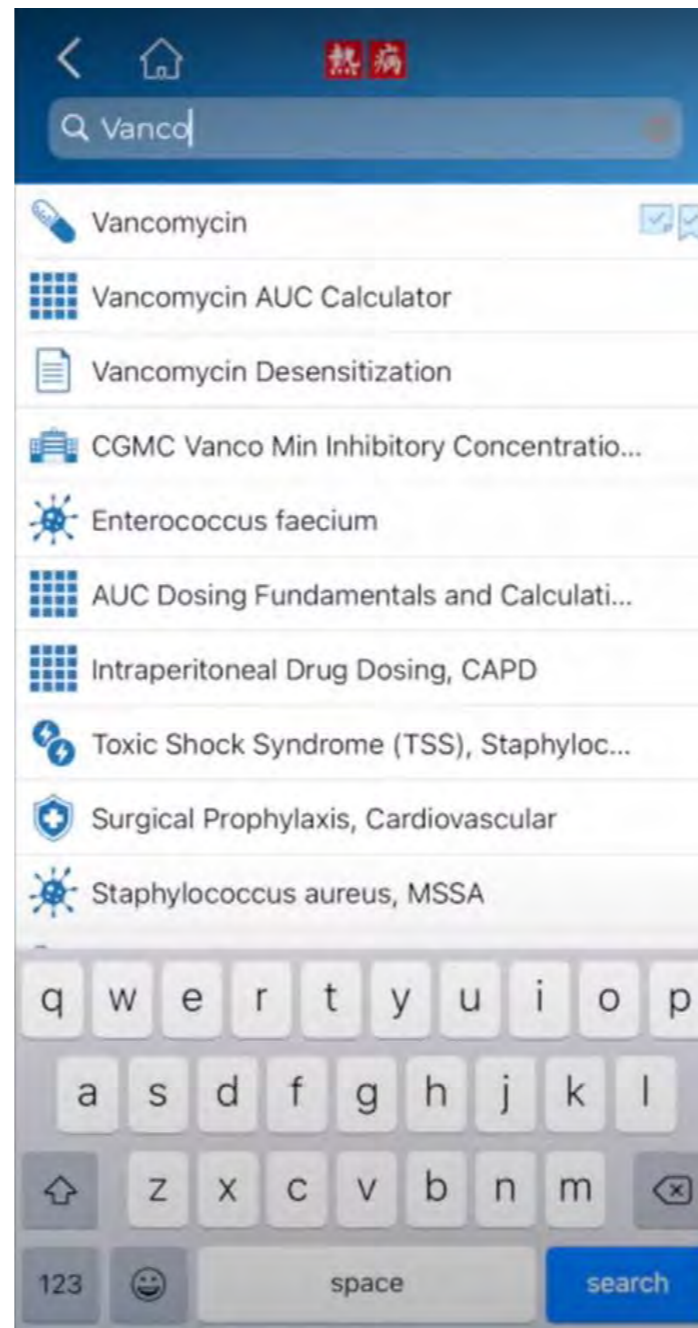 熱病
Vanco
Vancomycin
Vancomycin AUC Calculator
Vancomycin Desensitization
CGMC Vanco Min Inhibitory Concentratio...
Enterococcus faecium
AUC Dosing Fundamentals and Calculati...
Intraperitoneal Drug Dosing, CAPD
Toxic Shock Syndrome (TSS), Staphyloc...
Surgical Prophylaxis, Cardiovascular
Staphylococcus aureus, MSSA
q w e r t y u i o p
a s d f g h j k l
z x c v b n m
123 space search